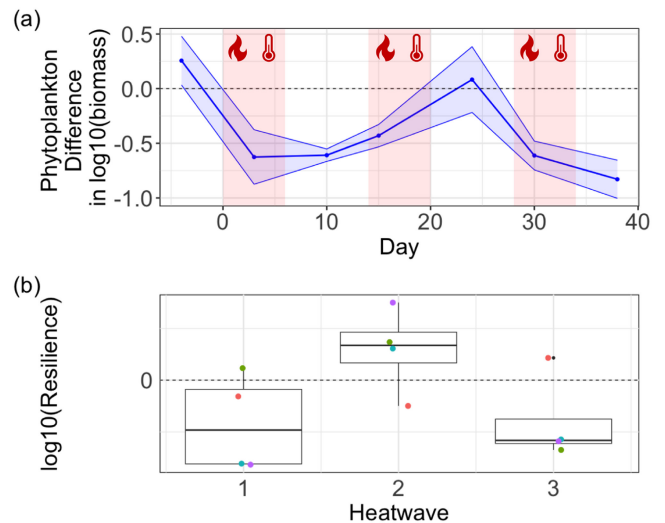 (a)
Phytoplankton
Difference
in log10(biomass)
0.5
0.0
-0.5
-1.0
0 10 20 30 40
Day
(b)
log10(Resilience)
0
1 2 3
Heatwave